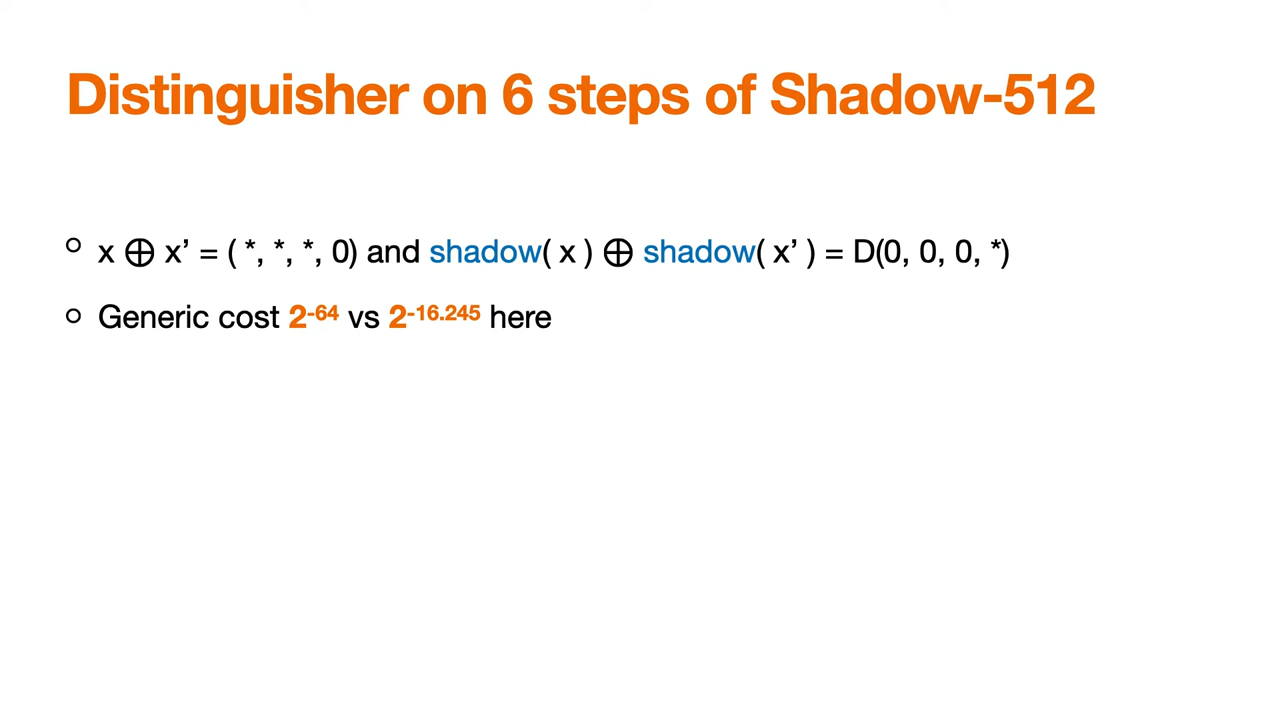 Distinguisher on 6 steps of Shadow-512
○ x ⊕ x’ = ( *, *, *, 0) and shadow( x ) ⊕ shadow( x’ ) = D(0, 0, 0, *)
○ Generic cost 2⁻⁶⁴ vs 2⁻¹⁶·²⁴⁵ here